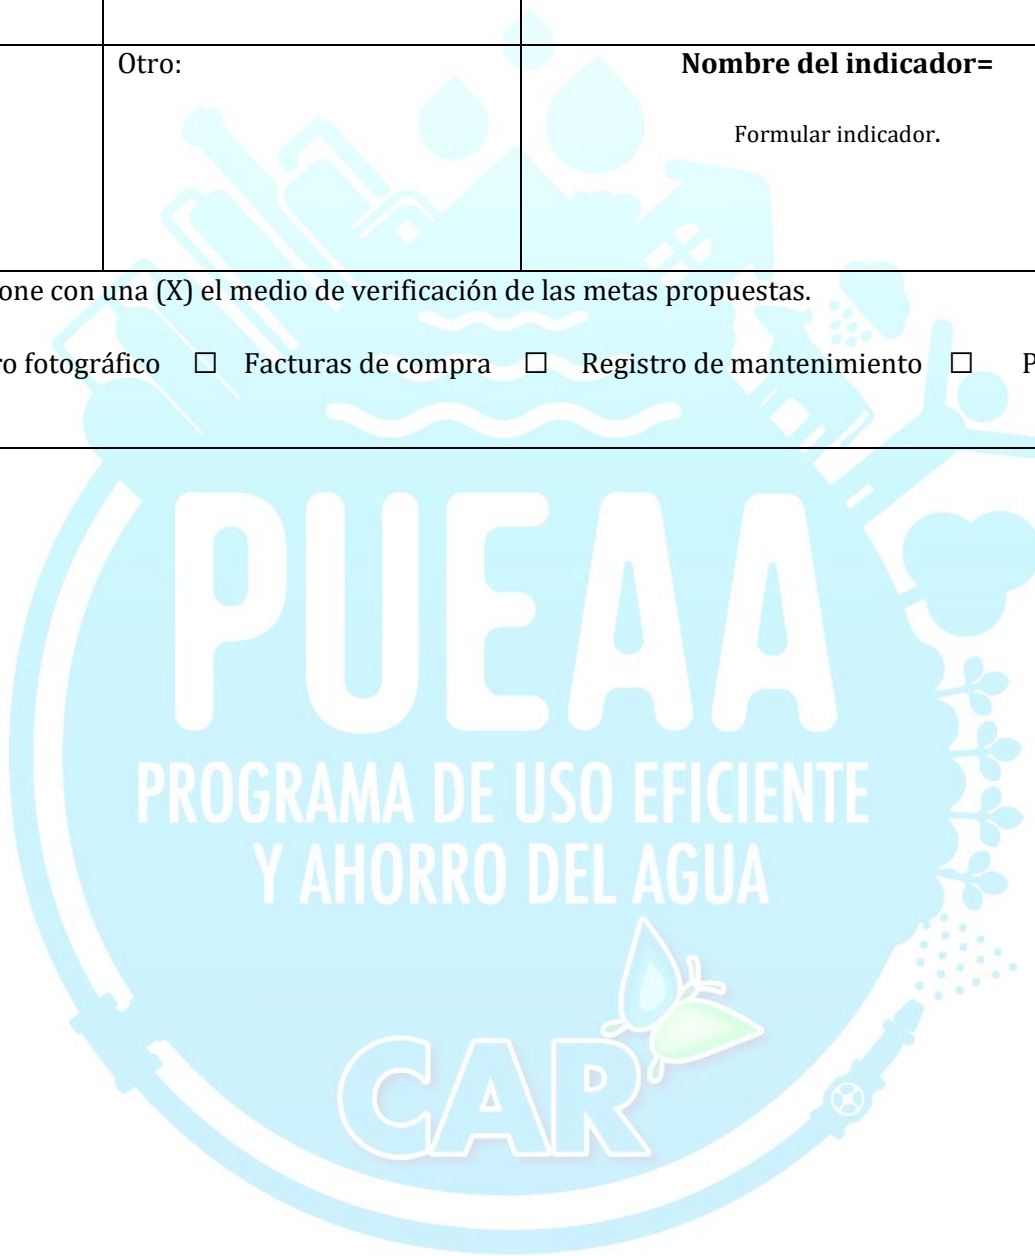 Otro:
Nombre del indicador=
Formular indicador.
one con una (X) el medio de verificación de las metas propuestas.
ro fotográfico ☐ Facturas de compra ☐ Registro de mantenimiento ☐ P
PUEAA
PROGRAMA DE USO EFICIENTE
Y AHORRO DEL AGUA
CAR